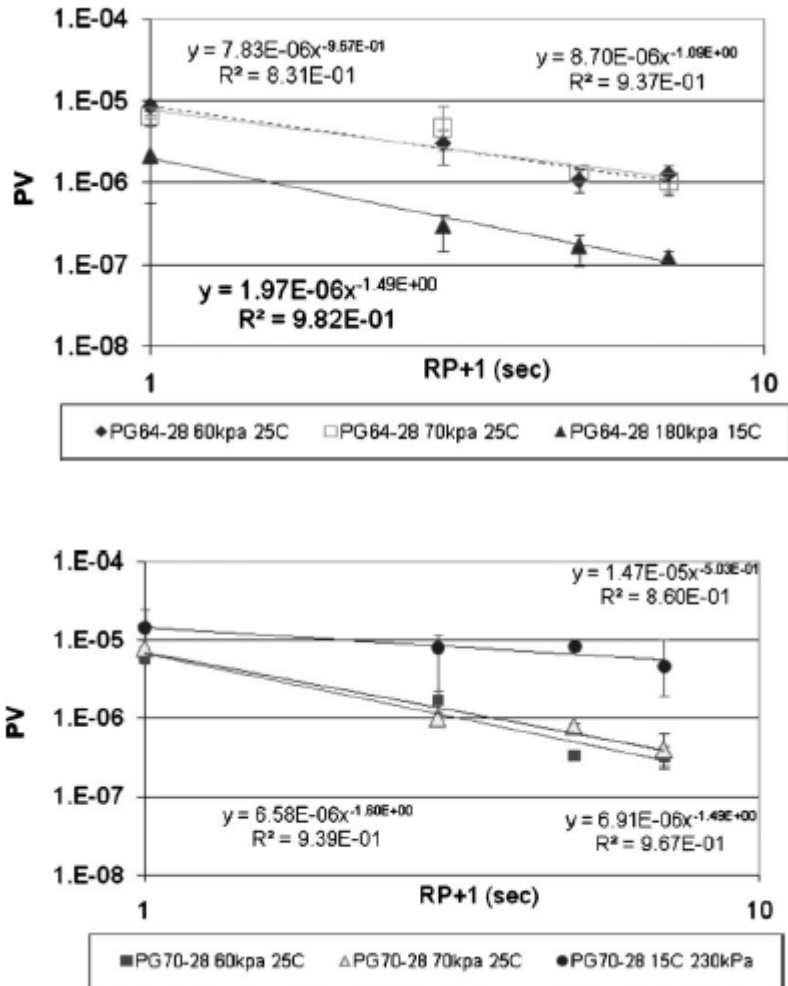 1.E-04
y = 7.83E-06x^-9.57E-01
R² = 8.31E-01
y = 8.70E-06x^-1.09E+00
R² = 9.37E-01
1.E-05
PV
1.E-06
1.E-07
y = 1.97E-06x^-1.49E+00
R² = 9.82E-01
1.E-08
1
RP+1 (sec)
10
PG64-28 60kpa 25C
PG64-28 70kpa 25C
PG64-28 180kpa 15C
1.E-04
y = 1.47E-05x^-5.03E-01
R² = 8.60E-01
1.E-05
PV
1.E-06
1.E-07
y = 6.58E-06x^-1.60E+00
R² = 9.39E-01
y = 6.91E-06x^-1.49E+00
R² = 9.67E-01
1.E-08
1
RP+1 (sec)
10
PG70-28 60kpa 25C
PG70-28 70kpa 25C
PG70-28 15C 230kPa